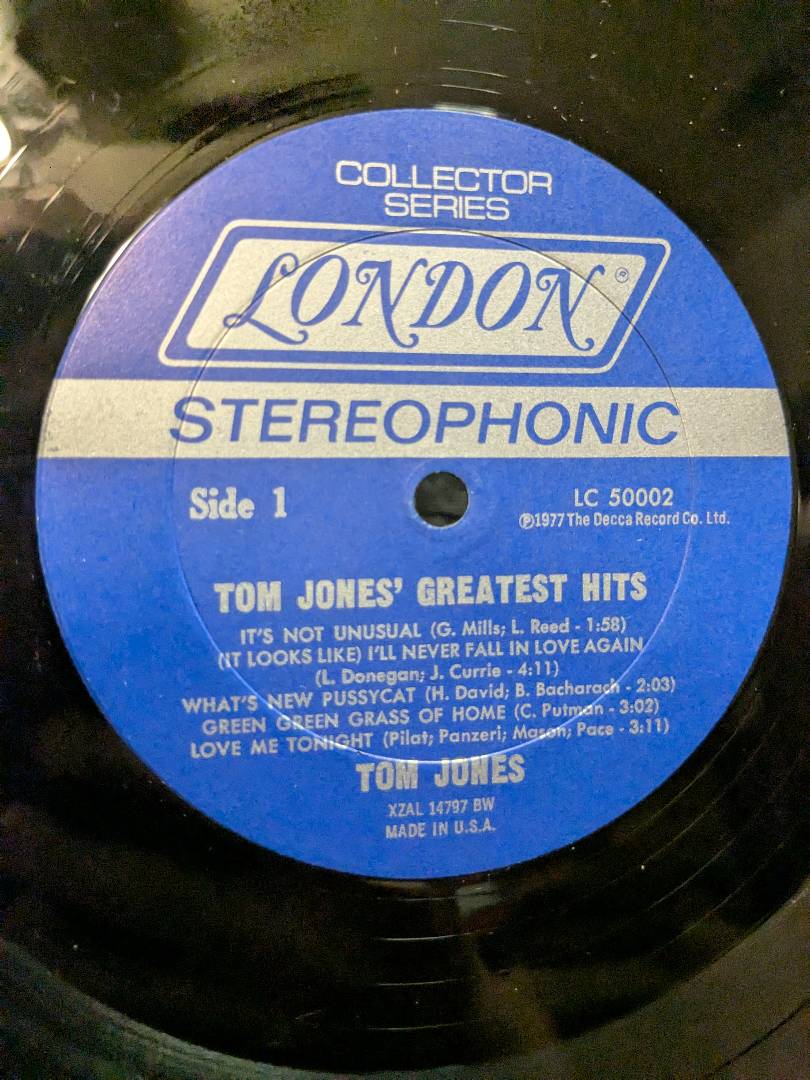 COLLECTOR
SERIES
LONDON ®
STEREOPHONIC
Side 1
LC 50002
℗1977 The Decca Record Co. Ltd.
TOM JONES' GREATEST HITS
IT'S NOT UNUSUAL (G. Mills; L. Reed - 1:58)
(IT LOOKS LIKE) I'LL NEVER FALL IN LOVE AGAIN
(L. Donegan; J. Currie - 4:11)
WHAT'S NEW PUSSYCAT (H. David; B. Bacharach - 2:03)
GREEN GREEN GRASS OF HOME (C. Putman - 3:02)
LOVE ME TONIGHT (Pilat; Panzeri; Mason; Pace - 3:11)
TOM JONES
XZAL 14797 BW
MADE IN U.S.A.